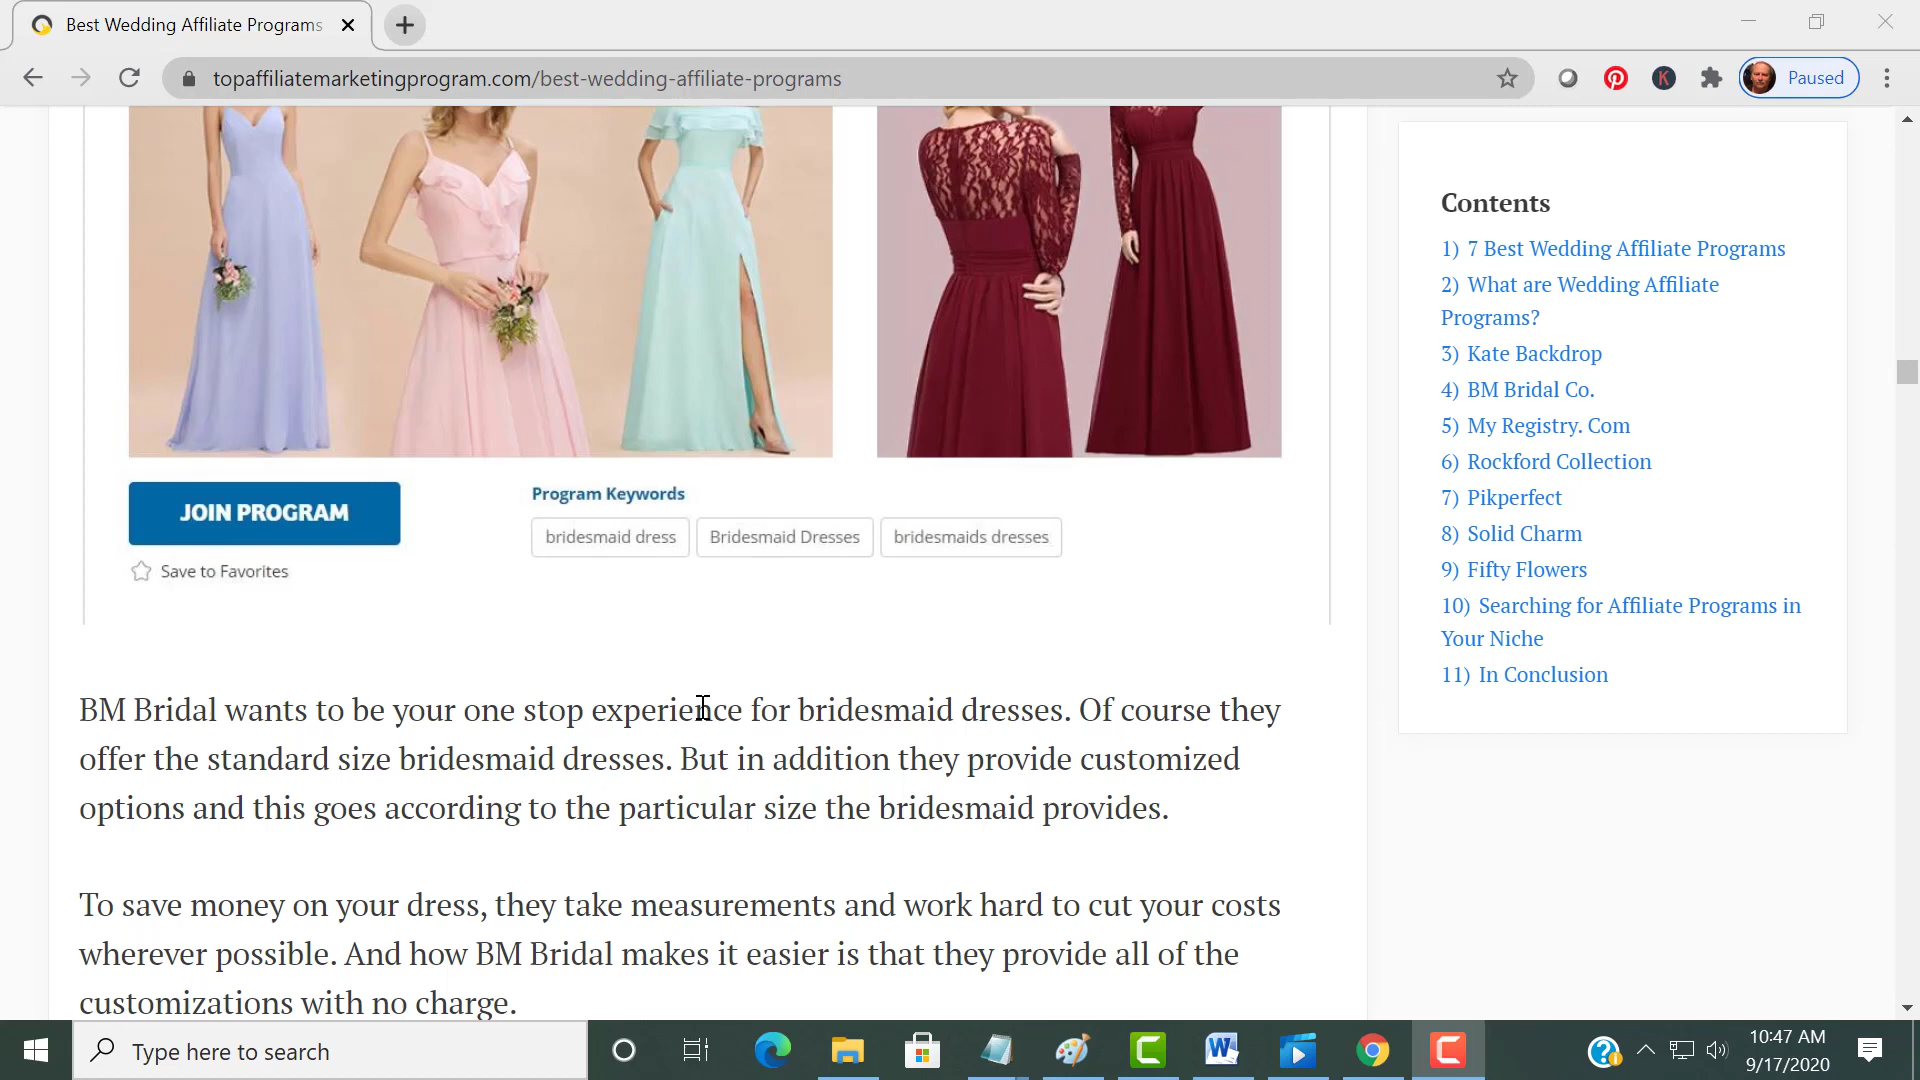 Best Wedding Affiliate Programs
topaffiliatemarketingprogram.com/best-wedding-affiliate-programs
K
Paused
JOIN PROGRAM
Save to Favorites
Program Keywords
bridesmaid dress
Bridesmaid Dresses
bridesmaids dresses
BM Bridal wants to be your one stop experience for bridesmaid dresses. Of course they
offer the standard size bridesmaid dresses. But in addition they provide customized
options and this goes according to the particular size the bridesmaid provides.
To save money on your dress, they take measurements and work hard to cut your costs
wherever possible. And how BM Bridal makes it easier is that they provide all of the
customizations with no charge.
Contents
1) 7 Best Wedding Affiliate Programs
2) What are Wedding Affiliate
Programs?
3) Kate Backdrop
4) BM Bridal Co.
5) My Registry. Com
6) Rockford Collection
7) Pikperfect
8) Solid Charm
9) Fifty Flowers
10) Searching for Affiliate Programs in
Your Niche
11) In Conclusion
Type here to search
10:47 AM
9/17/2020